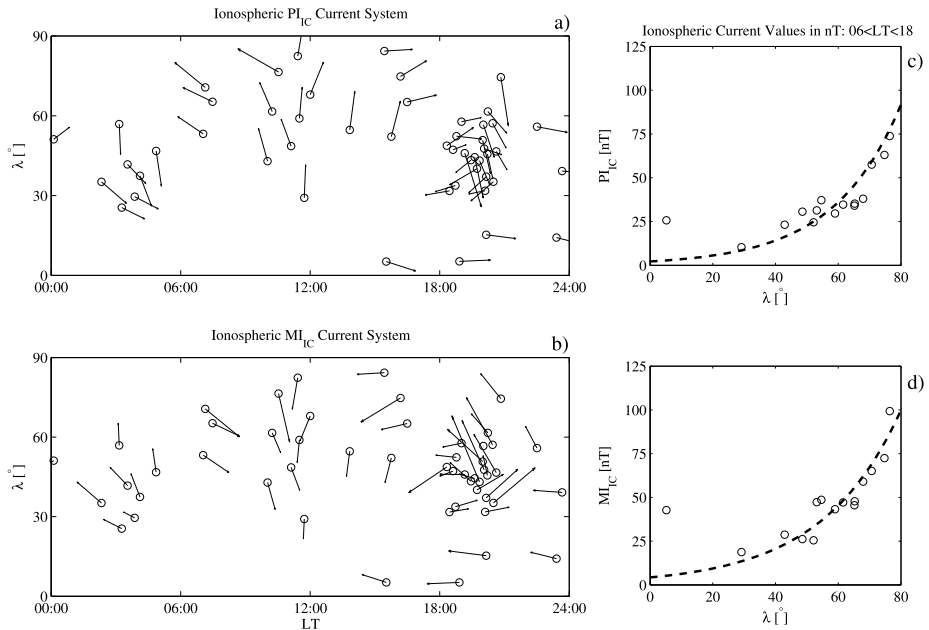 Ionospheric PI_IC Current System
a)
90
60
30
0
λ [°]
00:00 06:00 12:00 18:00 24:00
Ionospheric Current Values in nT: 06<LT<18
c)
125
100
75
50
25
0
PI_IC [nT]
0 20 40 60 80
λ [°]
Ionospheric MI_IC Current System
b)
90
60
30
0
λ [°]
00:00 06:00 12:00 18:00 24:00
LT
d)
125
100
75
50
25
0
MI_IC [nT]
0 20 40 60 80
λ [°]